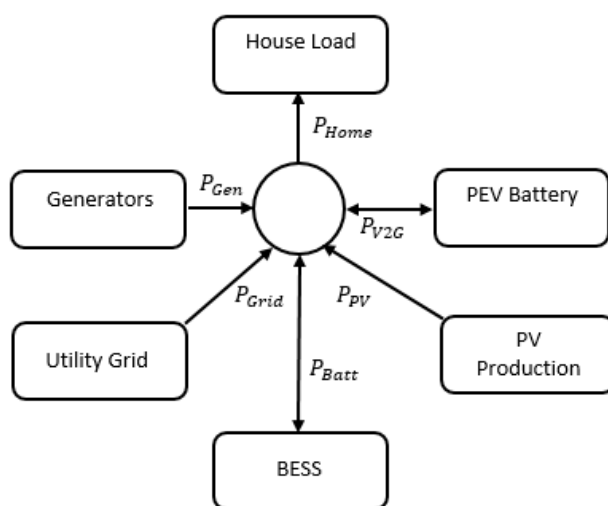 House Load
P_Home
Generators
P_Gen
PEV Battery
P_V2G
P_Grid
P_PV
Utility Grid
PV
Production
P_Batt
BESS